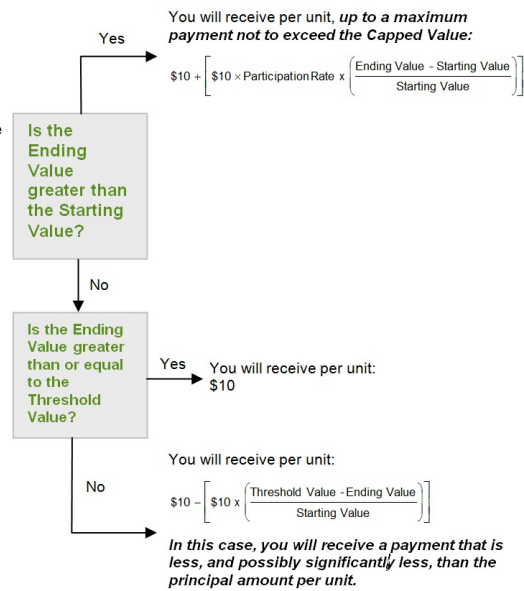 You will receive per unit, up to a maximum
payment not to exceed the Capped Value:
Yes
$10 + [ $10 × Participation Rate x ( Ending Value - Starting Value / Starting Value ) ]
Is the
Ending
Value
greater than
the Starting
Value?
No
Is the Ending
Value greater
than or equal
to the
Threshold
Value?
Yes
You will receive per unit:
$10
You will receive per unit:
No
$10 – [ $10 x ( Threshold Value - Ending Value / Starting Value ) ]
In this case, you will receive a payment that is
less, and possibly significantly less, than the
principal amount per unit.